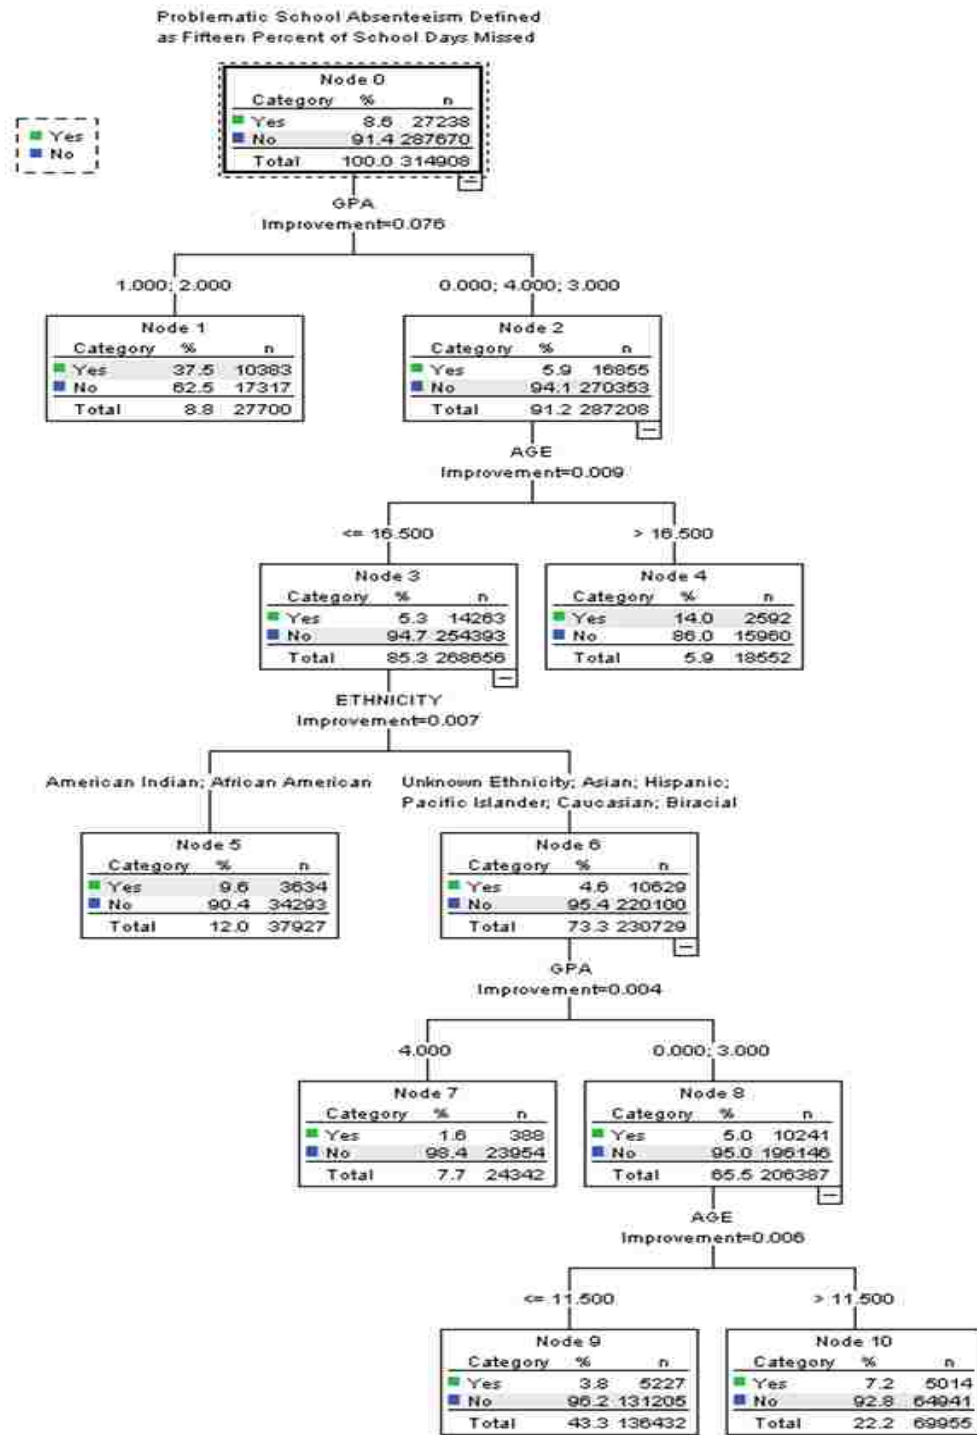 Problematic School Absenteeism Defined
as Fifteen Percent of School Days Missed
Yes
No
Node 0
Category % n
Yes 8.6 27238
No 91.4 287670
Total 100.0 314908
GPA
Improvement=0.076
1.000; 2.000
0.000; 4.000; 3.000
Node 1
Category % n
Yes 37.5 10383
No 62.5 17317
Total 8.8 27700
Node 2
Category % n
Yes 5.9 16855
No 94.1 270353
Total 91.2 287208
AGE
Improvement=0.009
<= 16.500
> 16.500
Node 3
Category % n
Yes 5.3 14263
No 94.7 254393
Total 85.3 268656
Node 4
Category % n
Yes 14.0 2592
No 86.0 15960
Total 5.9 18552
ETHNICITY
Improvement=0.007
American Indian; African American
Unknown Ethnicity; Asian; Hispanic;
Pacific Islander; Caucasian; Biracial
Node 5
Category % n
Yes 9.6 3634
No 90.4 34293
Total 12.0 37927
Node 6
Category % n
Yes 4.6 10629
No 95.4 220100
Total 73.3 230729
GPA
Improvement=0.004
4.000
0.000; 3.000
Node 7
Category % n
Yes 1.6 388
No 98.4 23954
Total 7.7 24342
Node 8
Category % n
Yes 5.0 10241
No 95.0 196146
Total 65.5 206387
AGE
Improvement=0.006
<= 11.500
> 11.500
Node 9
Category % n
Yes 3.8 5227
No 96.2 131205
Total 43.3 136432
Node 10
Category % n
Yes 7.2 5014
No 92.8 64941
Total 22.2 69955